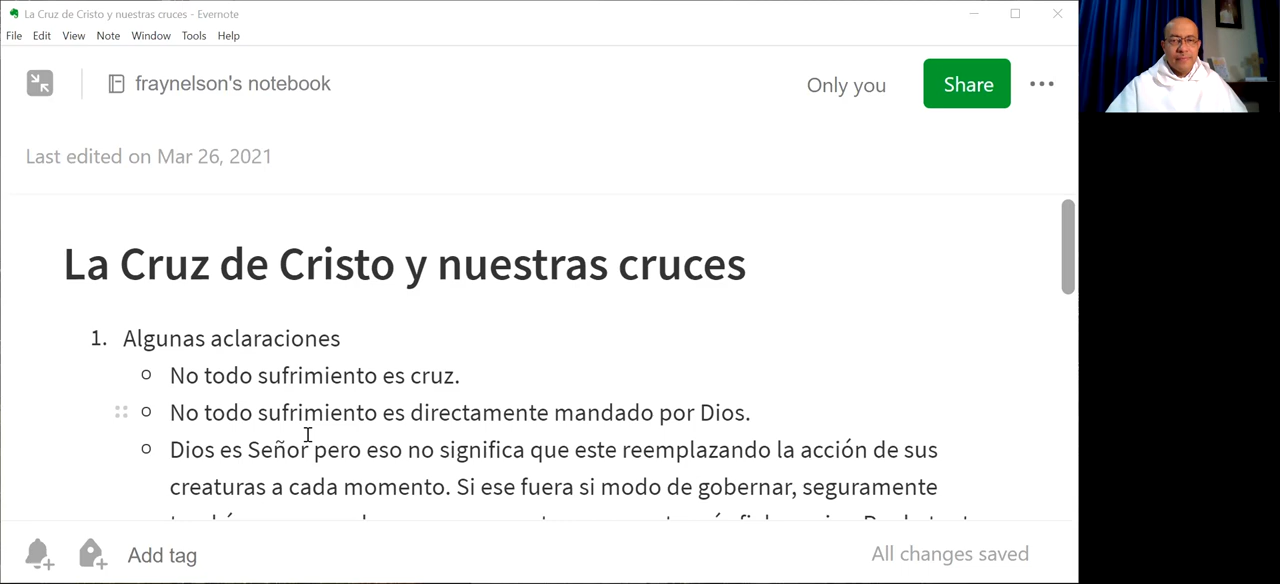 La Cruz de Cristo y nuestras cruces - Evernote
File Edit View Note Window Tools Help
fraynelson's notebook
Only you
Share
Last edited on Mar 26, 2021
La Cruz de Cristo y nuestras cruces
1. Algunas aclaraciones
No todo sufrimiento es cruz.
No todo sufrimiento es directamente mandado por Dios.
Dios es Señor pero eso no significa que este reemplazando la acción de sus
creaturas a cada momento. Si ese fuera si modo de gobernar, seguramente
Add tag
All changes saved